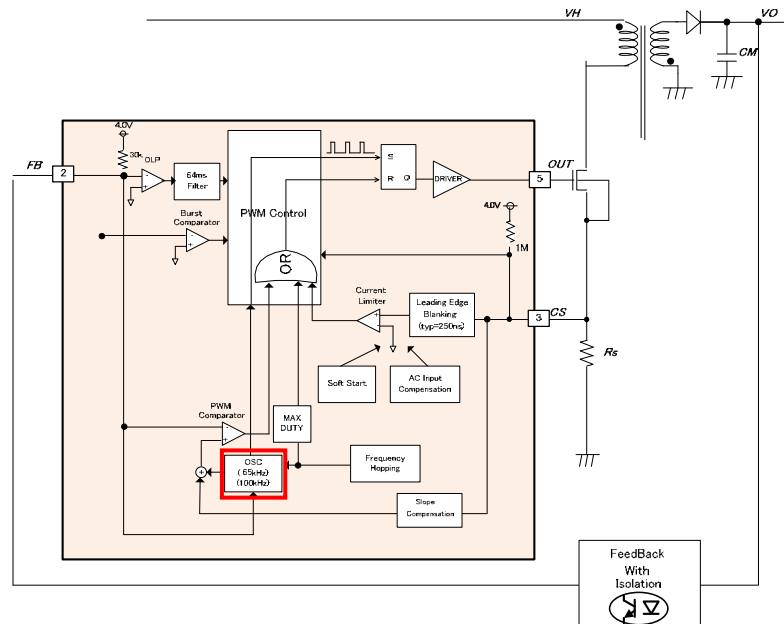 VH
VO
CM
4.0V
30k
OLP
FB
2
64ms
Filter
S
R Q
DRIVER
OUT
5
PWM Control
Burst
Comparator
OR
4.0V
1M
Current
Limiter
Leading Edge
Blanking
(typ=250ns)
3
CS
Rs
Soft Start
AC Input
Compensation
PWM
Comparator
MAX
DUTY
OSC
(65kHz)
(100kHz)
Frequency
Hopping
Slope
Compensation
FeedBack
With
Isolation